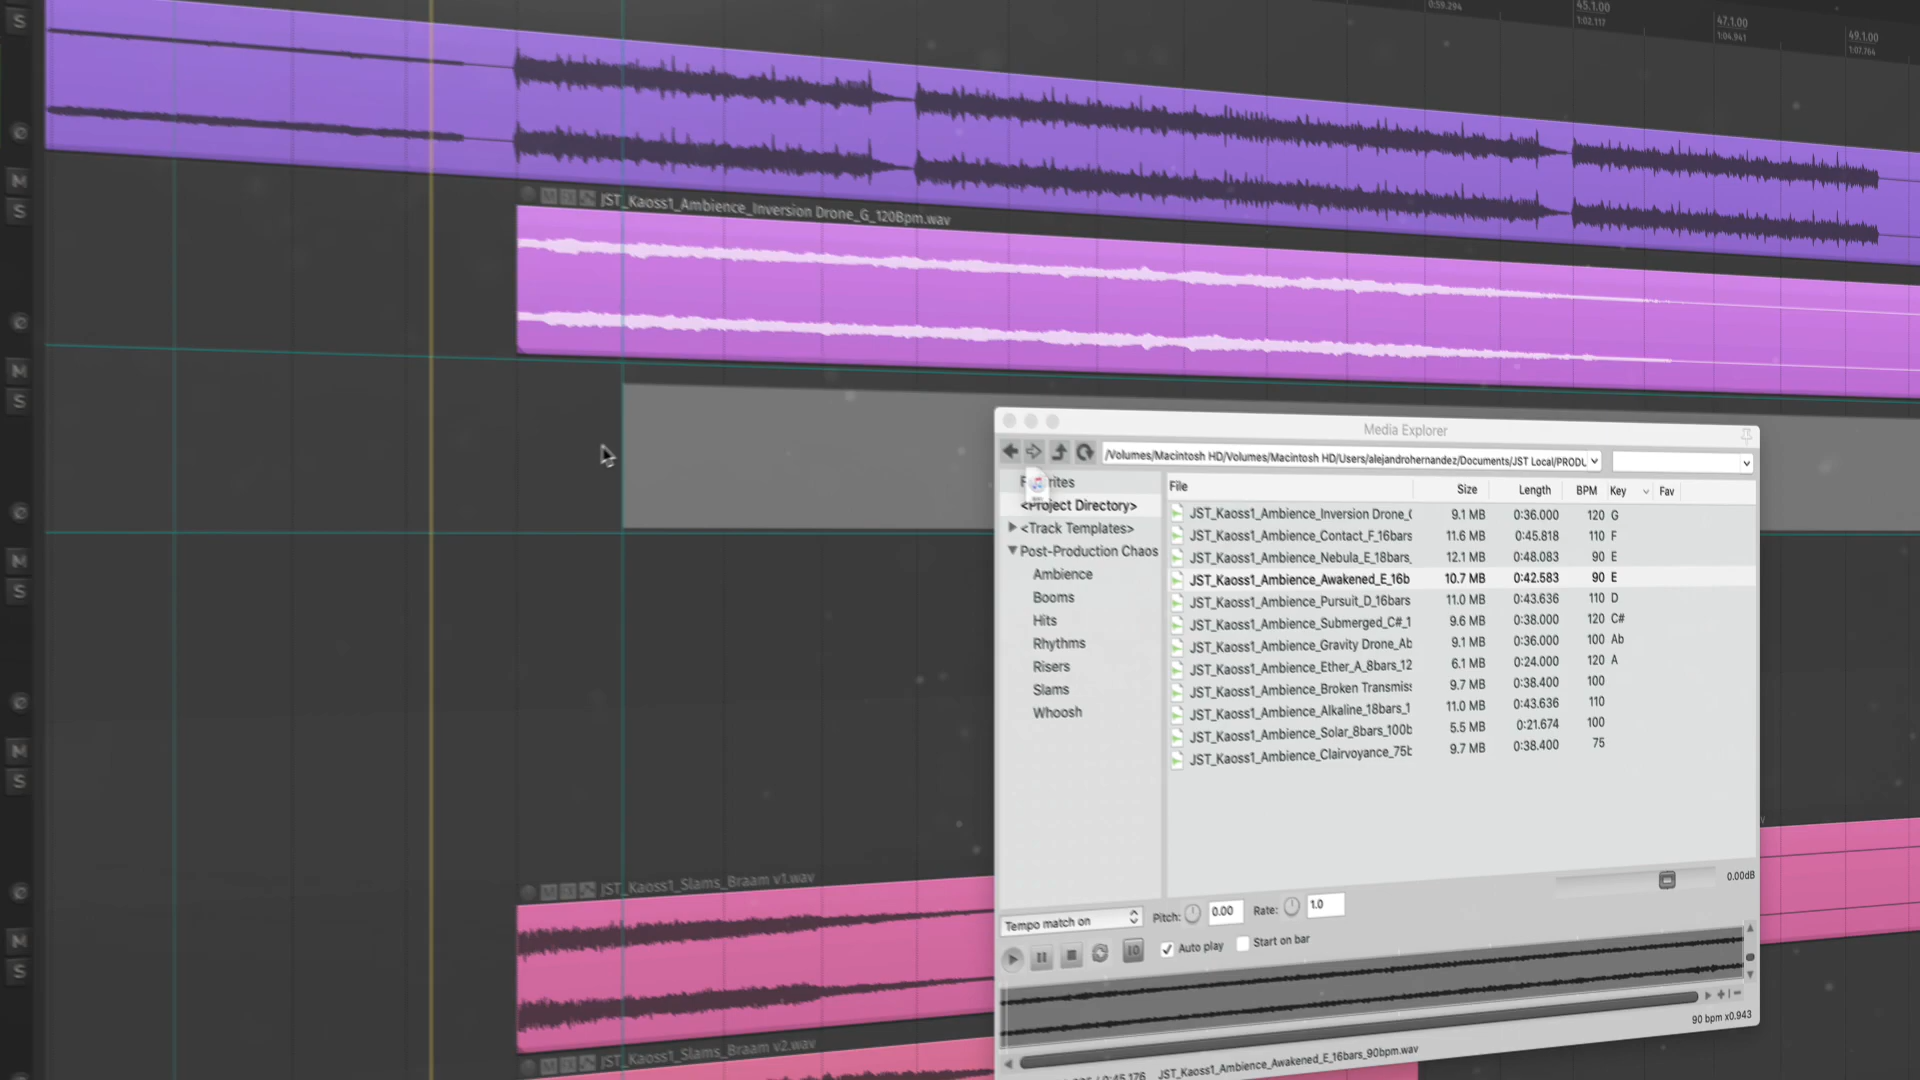 0:59.294
45.1.00
1:02.117
47.1.00
1:04.941
49.1.00
1:07.764
S
M
S
JST_Kaoss1_Ambience_Inversion Drone_G_120Bpm.wav
M
S
M
S
M
S
M
S
JST_Kaoss1_Slams_Braam v1.wav
JST_Kaoss1_Slams_Braam v2.wav
Media Explorer
/Volumes/Macintosh HD/Volumes/Macintosh HD/Users/alejandrohernandez/Documents/JST Local/PRODU
<Project Directory>
<Track Templates>
Post-Production Chaos
Ambience
Booms
Hits
Rhythms
Risers
Slams
Whoosh
File Size Length BPM Key Fav
JST_Kaoss1_Ambience_Inversion Drone_( 9.1 MB 0:36.000 120 G
JST_Kaoss1_Ambience_Contact_F_16bars 11.6 MB 0:45.818 110 F
JST_Kaoss1_Ambience_Nebula_E_18bars_ 12.1 MB 0:48.083 90 E
JST_Kaoss1_Ambience_Awakened_E_16b 10.7 MB 0:42.583 90 E
JST_Kaoss1_Ambience_Pursuit_D_16bars 11.0 MB 0:43.636 110 D
JST_Kaoss1_Ambience_Submerged_C#_1 9.6 MB 0:38.000 120 C#
JST_Kaoss1_Ambience_Gravity Drone_Ab 9.1 MB 0:36.000 100 Ab
JST_Kaoss1_Ambience_Ether_A_8bars_12 6.1 MB 0:24.000 120 A
JST_Kaoss1_Ambience_Broken Transmiss 9.7 MB 0:38.400 100
JST_Kaoss1_Ambience_Alkaline_18bars_1 11.0 MB 0:43.636 110
JST_Kaoss1_Ambience_Solar_8bars_100b 5.5 MB 0:21.674 100
JST_Kaoss1_Ambience_Clairvoyance_75b 9.7 MB 0:38.400 75
0.00dB
Tempo match on Pitch: 0.00 Rate: 1.0
Auto play Start on bar
90 bpm x0.943
0:45.176 JST_Kaoss1_Ambience_Awakened_E_16bars_90bpm.wav